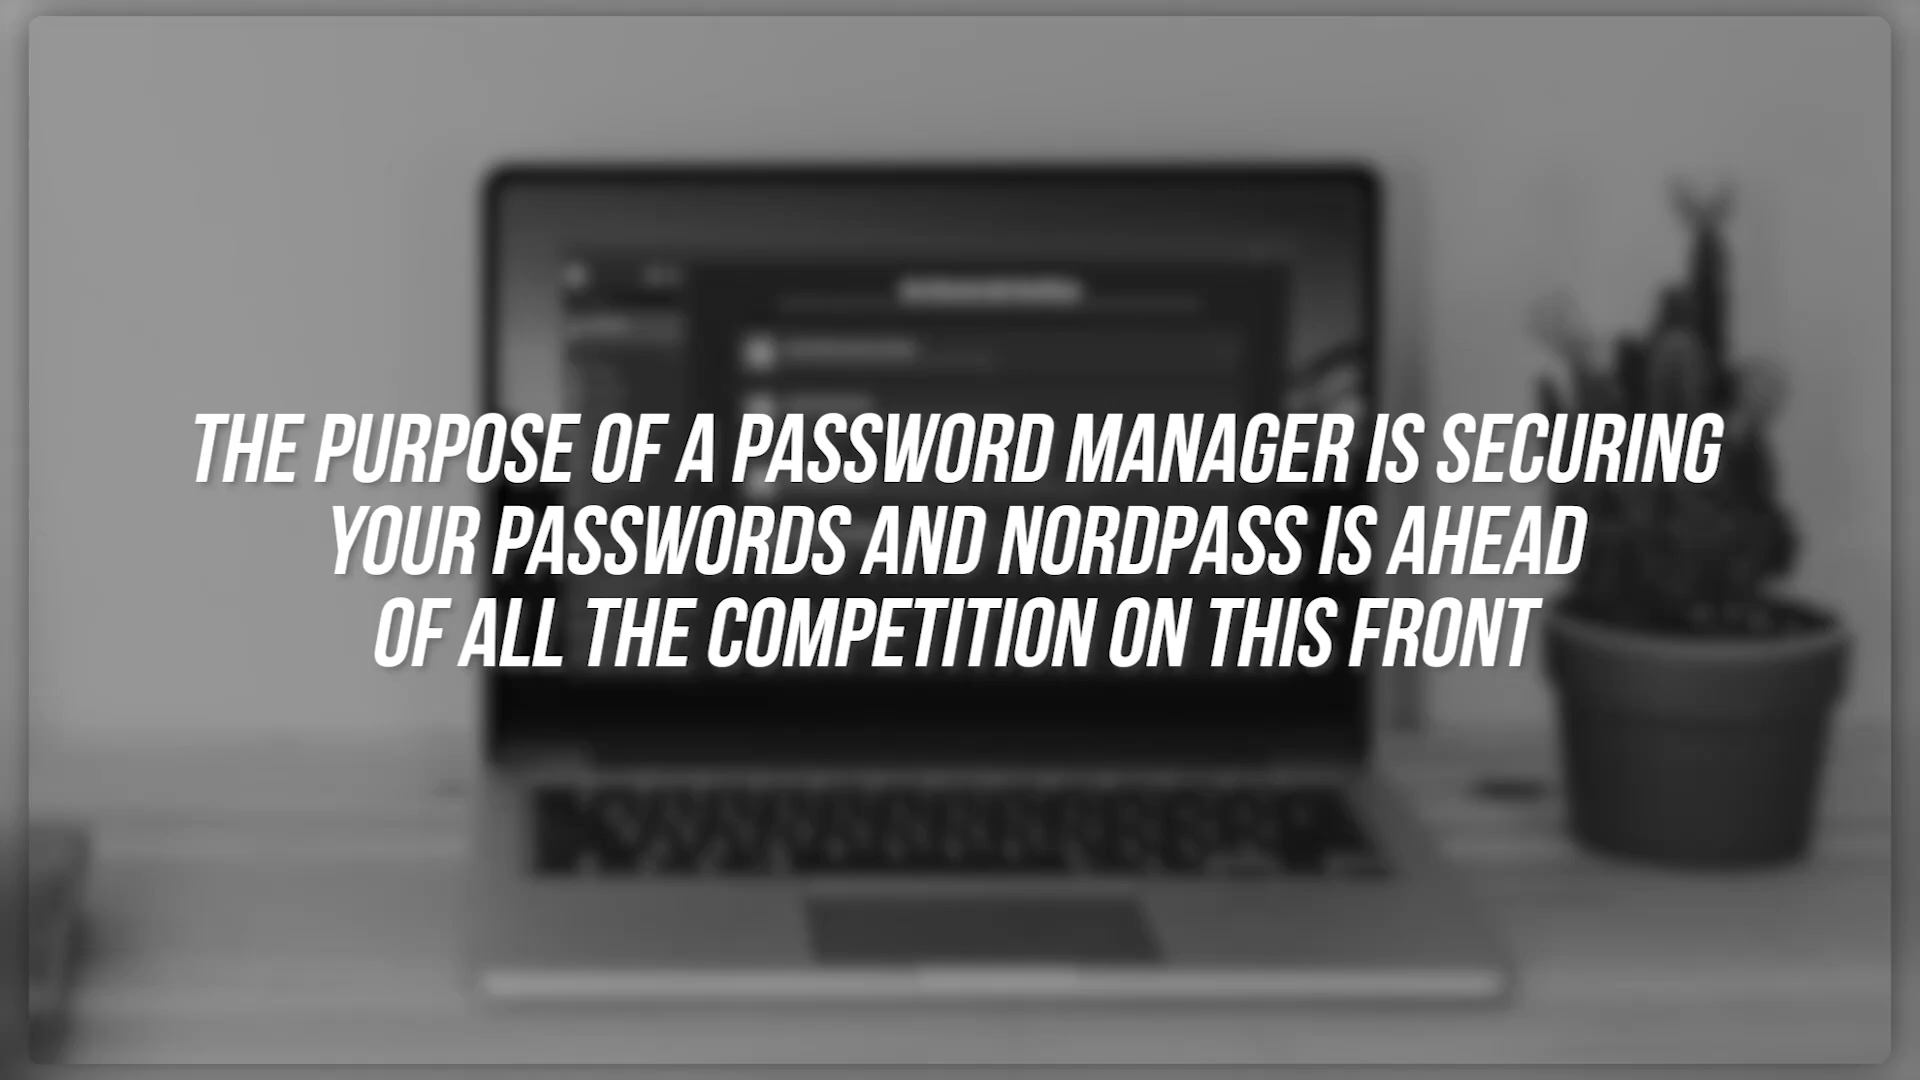 THE PURPOSE OF A PASSWORD MANAGER IS SECURING
YOUR PASSWORDS AND NORDPASS IS AHEAD
OF ALL THE COMPETITION ON THIS FRONT